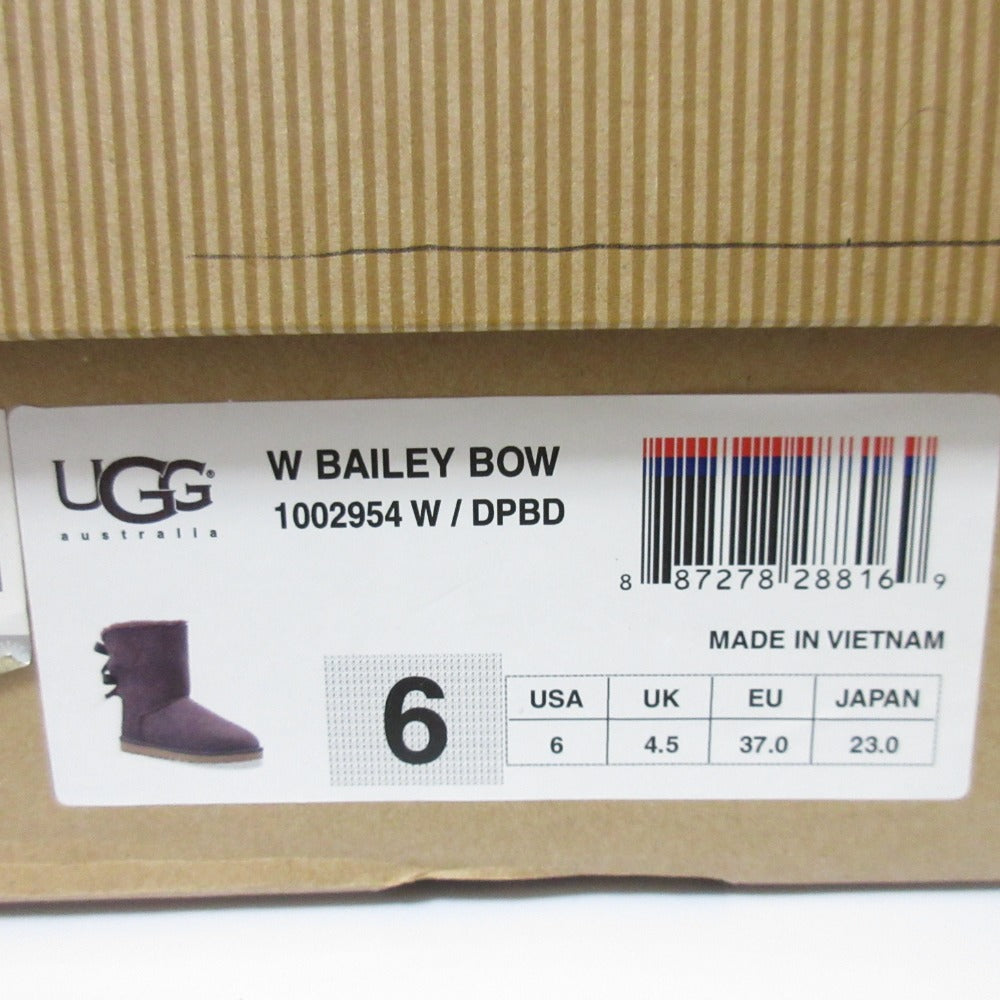 UGG®
australia
W BAILEY BOW
1002954 W / DPBD
8 87278 28816 9
MADE IN VIETNAM
6
USA UK EU JAPAN
6 4.5 37.0 23.0